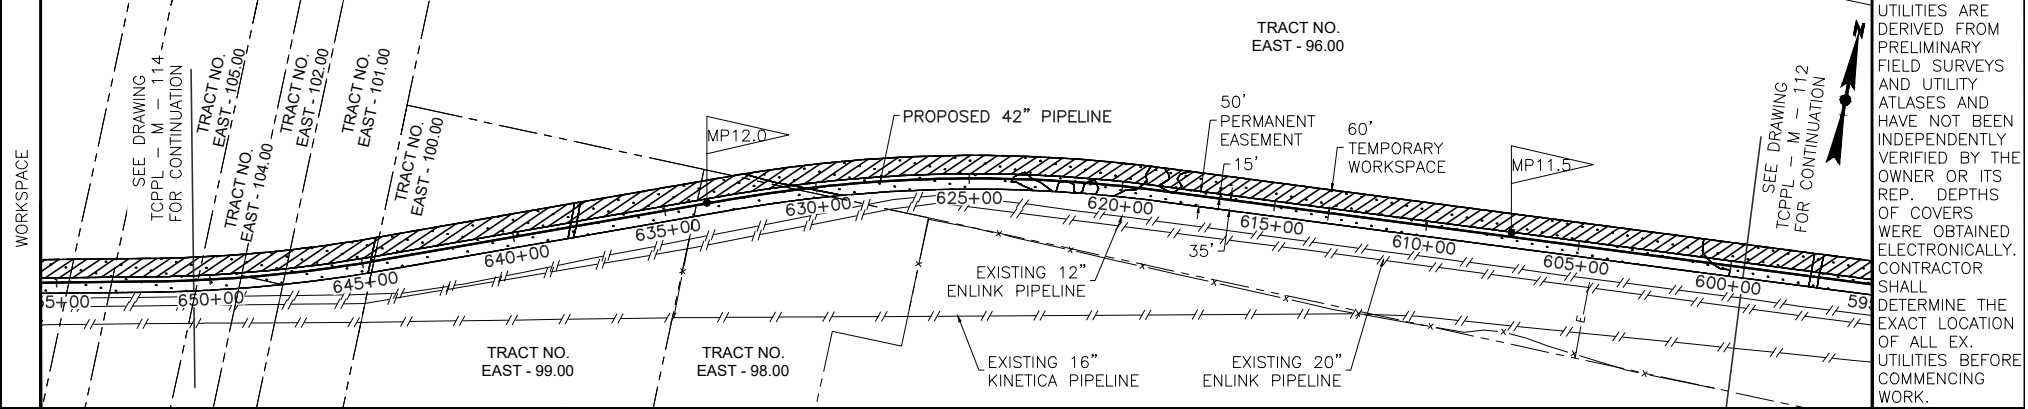 WORKSPACE
SEE DRAWING
TCPPL - M - 114
FOR CONTINUATION
TRACT NO.
EAST - 105.00
TRACT NO.
EAST - 104.00
TRACT NO.
EAST - 102.00
TRACT NO.
EAST - 101.00
TRACT NO.
EAST - 100.00
MP12.0
PROPOSED 42" PIPELINE
TRACT NO.
EAST - 96.00
50'
PERMANENT
EASEMENT
15'
60'
TEMPORARY
WORKSPACE
MP11.5
SEE DRAWING
TCPPL - M - 112
FOR CONTINUATION
N
5+00
650+00
645+00
640+00
635+00
630+00
625+00
620+00
615+00
610+00
605+00
600+00
59
35'
EXISTING 12"
ENLINK PIPELINE
TRACT NO.
EAST - 99.00
TRACT NO.
EAST - 98.00
EXISTING 16"
KINETICA PIPELINE
EXISTING 20"
ENLINK PIPELINE
E
UTILITIES ARE
DERIVED FROM
PRELIMINARY
FIELD SURVEYS
AND UTILITY
ATLASES AND
HAVE NOT BEEN
INDEPENDENTLY
VERIFIED BY THE
OWNER OR ITS
REP. DEPTHS
OF COVERS
WERE OBTAINED
ELECTRONICALLY.
CONTRACTOR
SHALL
DETERMINE THE
EXACT LOCATION
OF ALL EX.
UTILITIES BEFORE
COMMENCING
WORK.